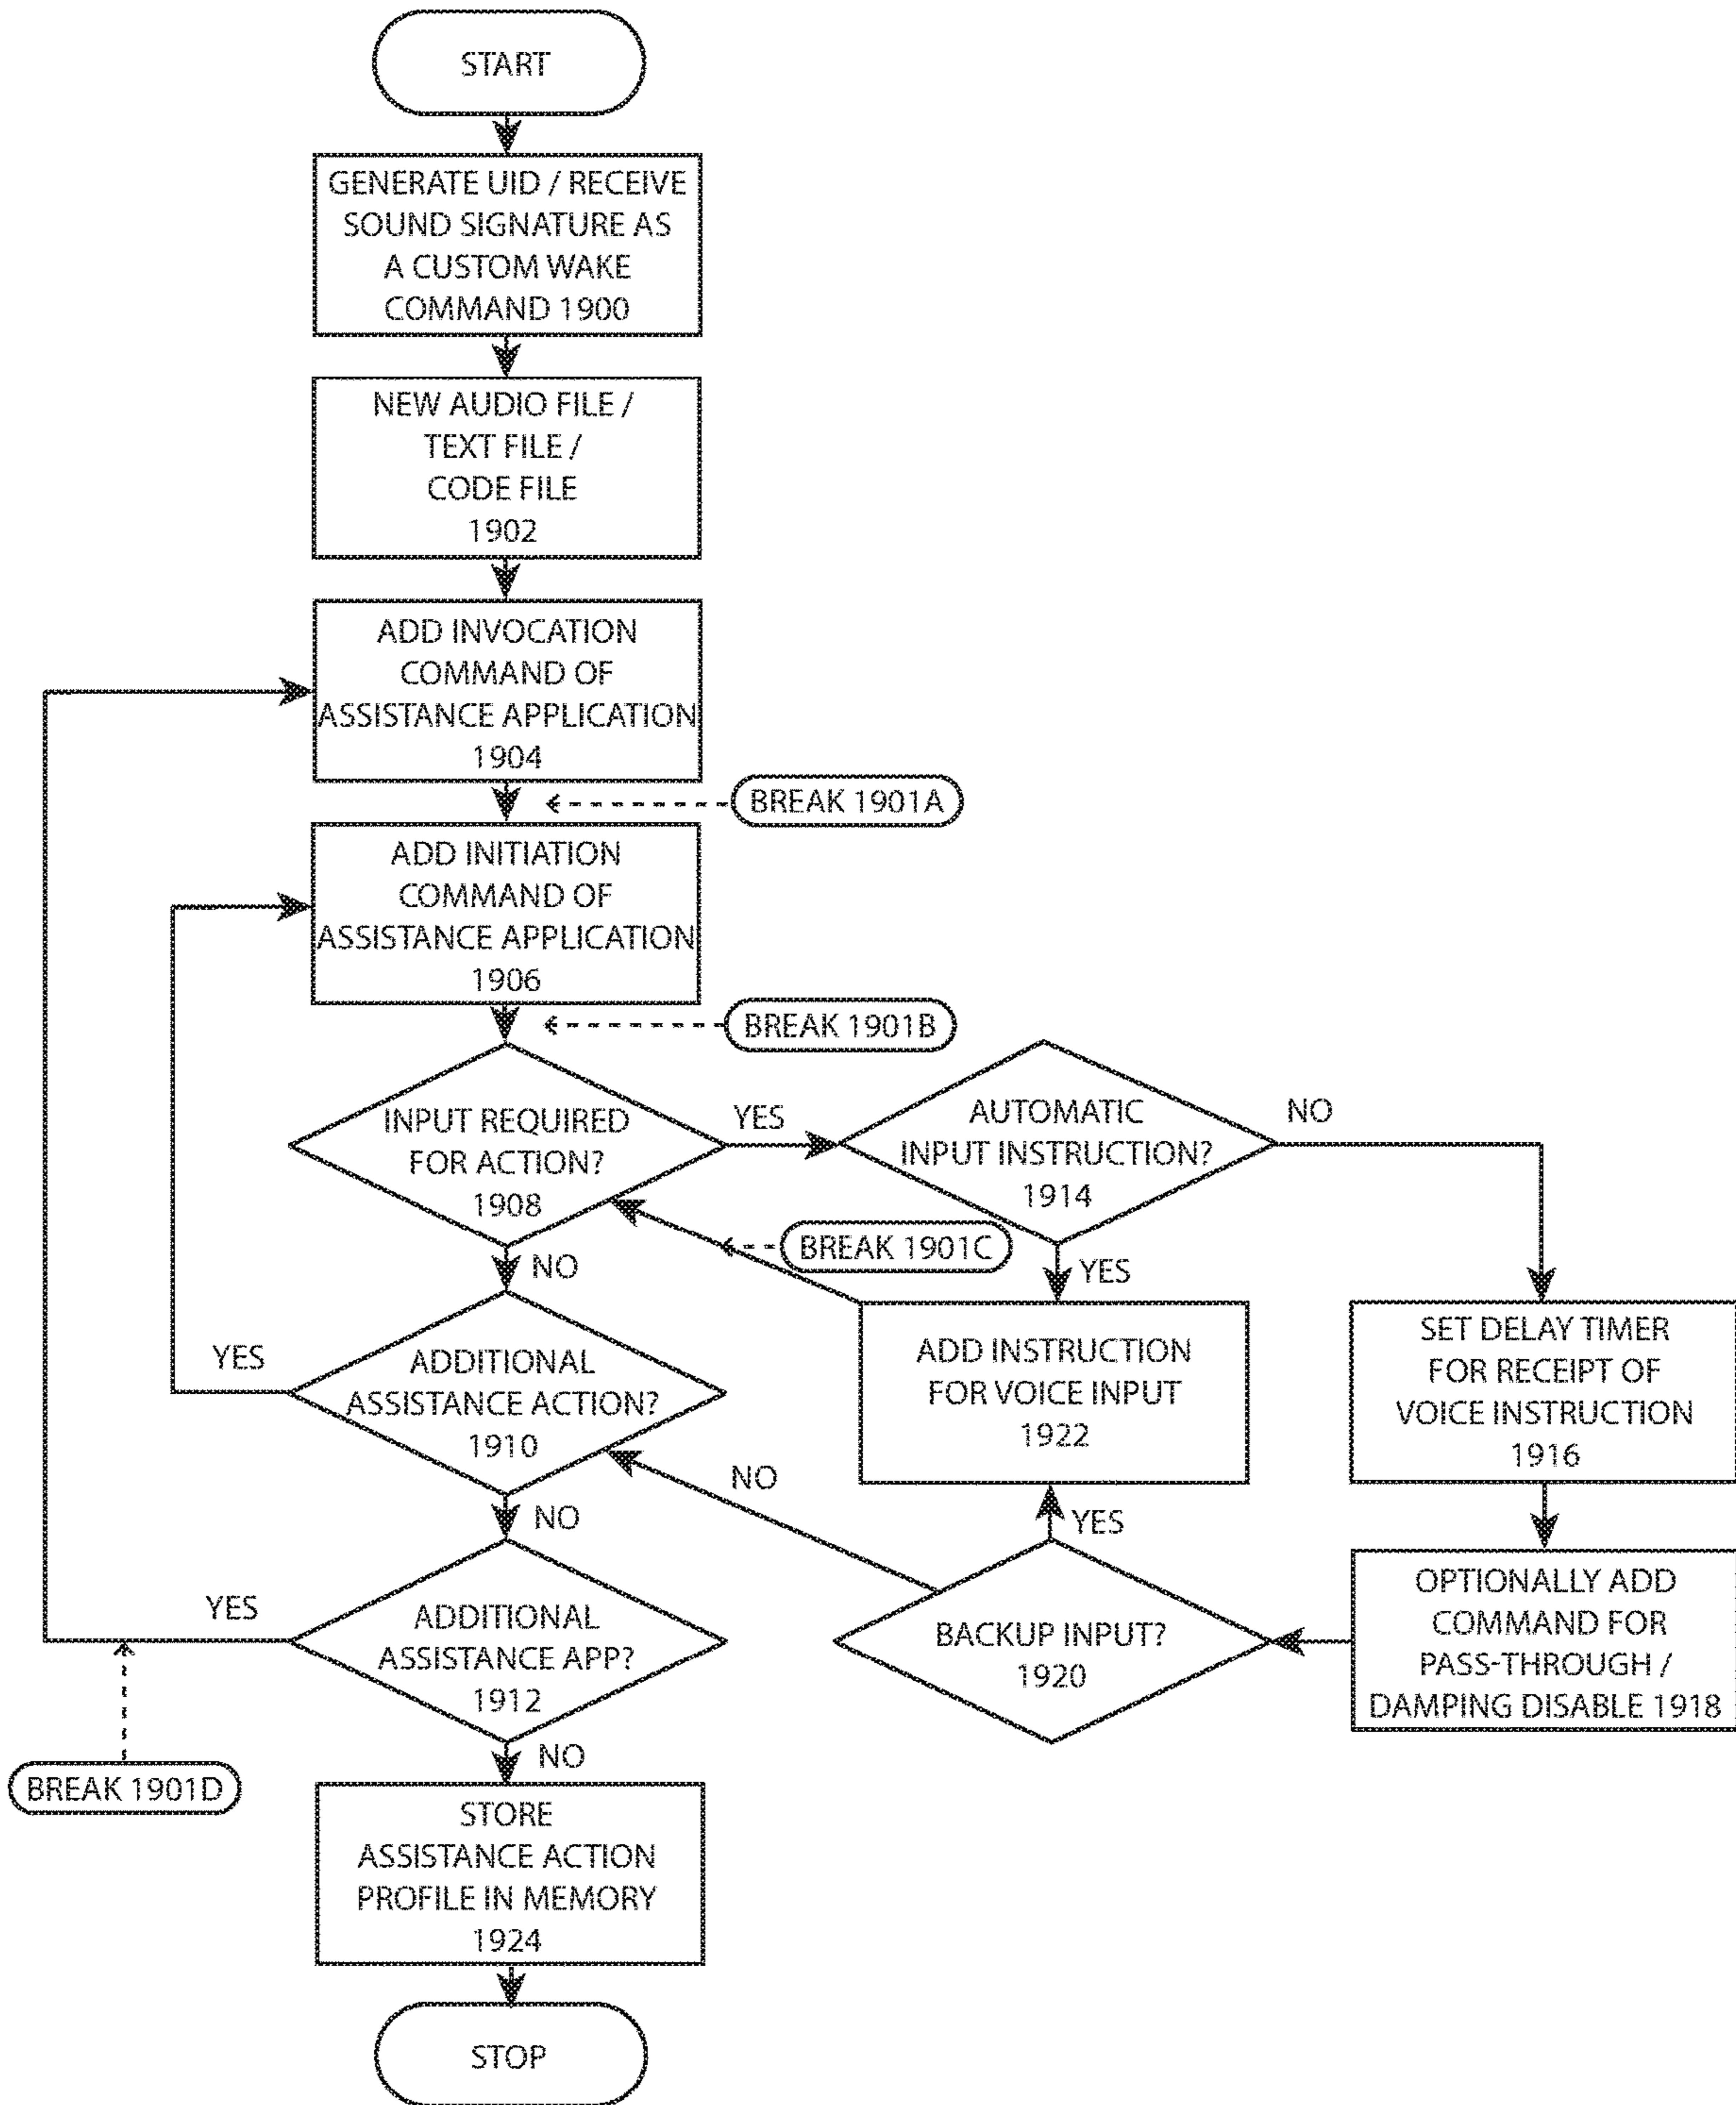 START
GENERATE UID / RECEIVE
SOUND SIGNATURE AS
A CUSTOM WAKE
COMMAND 1900
NEW AUDIO FILE /
TEXT FILE /
CODE FILE
1902
ADD INVOCATION
COMMAND OF
ASSISTANCE APPLICATION
1904
BREAK 1901A
ADD INITIATION
COMMAND OF
ASSISTANCE APPLICATION
1906
BREAK 1901B
INPUT REQUIRED
FOR ACTION?
1908
YES
AUTOMATIC
INPUT INSTRUCTION?
1914
NO
BREAK 1901C
NO
YES
ADDITIONAL
ASSISTANCE ACTION?
1910
YES
ADD INSTRUCTION
FOR VOICE INPUT
1922
SET DELAY TIMER
FOR RECEIPT OF
VOICE INSTRUCTION
1916
NO
NO
YES
ADDITIONAL
ASSISTANCE APP?
1912
YES
BACKUP INPUT?
1920
OPTIONALLY ADD
COMMAND FOR
PASS-THROUGH /
DAMPING DISABLE 1918
BREAK 1901D
NO
STORE
ASSISTANCE ACTION
PROFILE IN MEMORY
1924
STOP